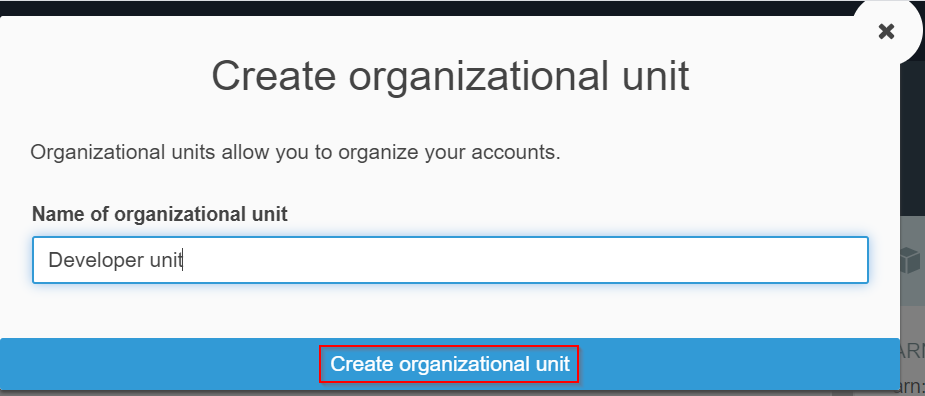 Create organizational unit
Organizational units allow you to organize your accounts.
Name of organizational unit
Developer unit
Create organizational unit